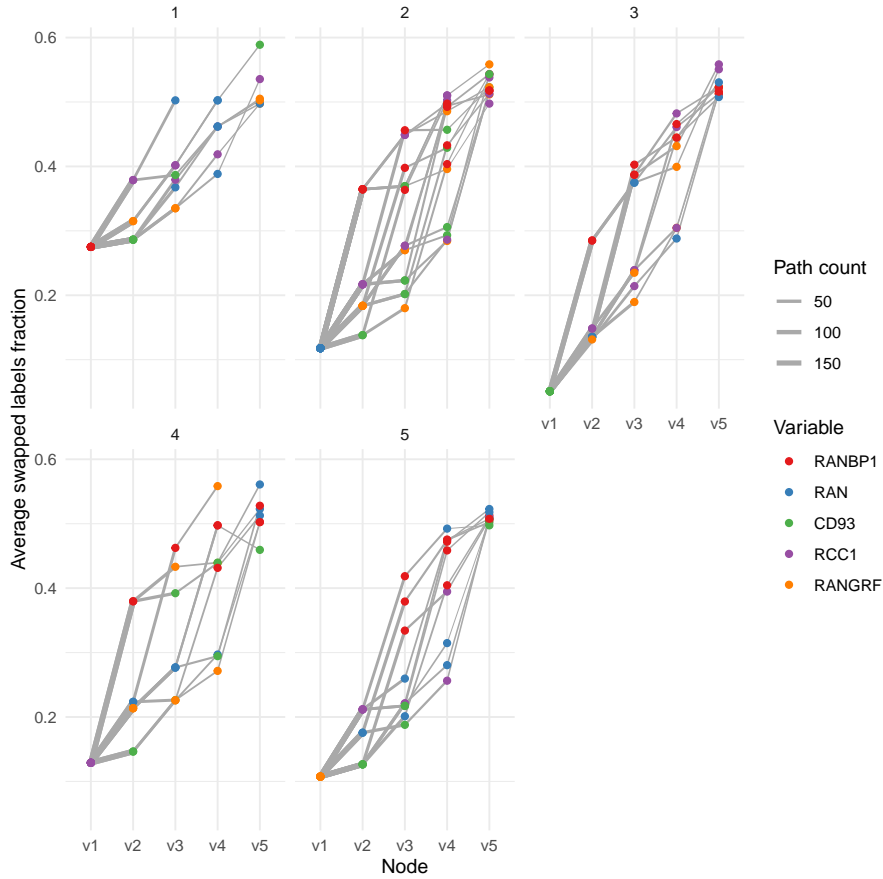 1 2 3
0.6
0.4
0.2
v1 v2 v3 v4 v5
4 5
0.6
0.4
0.2
v1 v2 v3 v4 v5 v1 v2 v3 v4 v5
Node
Average swapped labels fraction
Path count
50
100
150
Variable
RANBP1
RAN
CD93
RCC1
RANGRF